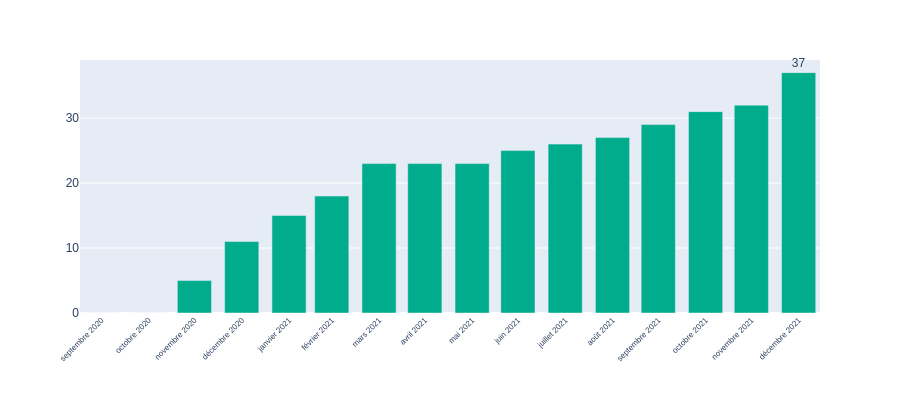 37
30
20
10
0
septembre 2020
octobre 2020
novembre 2020
décembre 2020
janvier 2021
février 2021
mars 2021
avril 2021
mai 2021
juin 2021
juillet 2021
août 2021
septembre 2021
octobre 2021
novembre 2021
décembre 2021